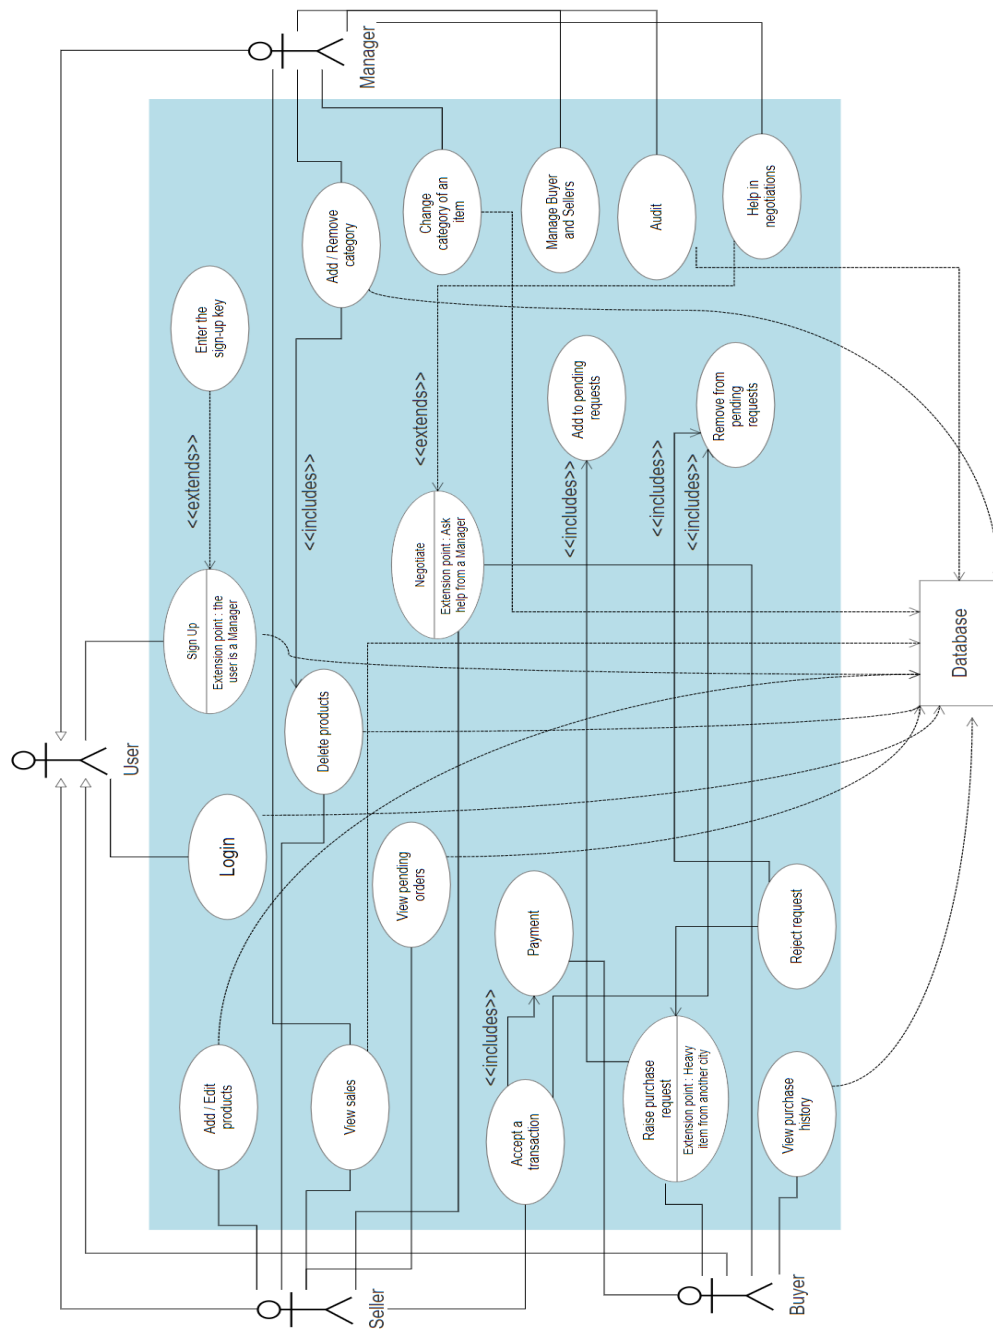 Manager
Add / Remove
category
Change
category of an
item
Manage Buyer
and Sellers
Audit
Help in
negotiations
Enter the
sign-up key
<<extends>>
<<includes>>
<<extends>>
Add to pending
requests
Remove from
pending
requests
<<includes>>
<<includes>>
<<includes>>
Sign Up
Extension point : the
user is a Manager
Negotiate
Extension point : Ask
help from a Manager
User
Delete products
Database
Login
View pending
orders
Payment
Reject request
<<includes>>
Add / Edit
products
View sales
Accept a
transaction
Raise purchase
request
Extension point : Heavy
item from another city
View purchase
history
Seller
Buyer